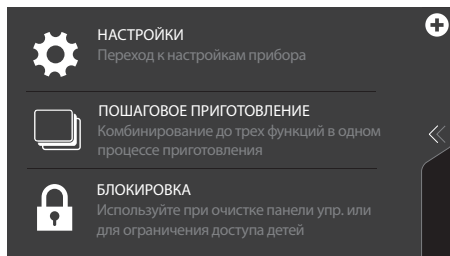 НАСТРОЙКИ
Переход к настройкам прибора
ПОШАГОВОЕ ПРИГОТОВЛЕНИЕ
Комбинирование до трех функций в одном
процессе приготовления
БЛОКИРОВКА
Используйте при очистке панели упр. или
для ограничения доступа детей